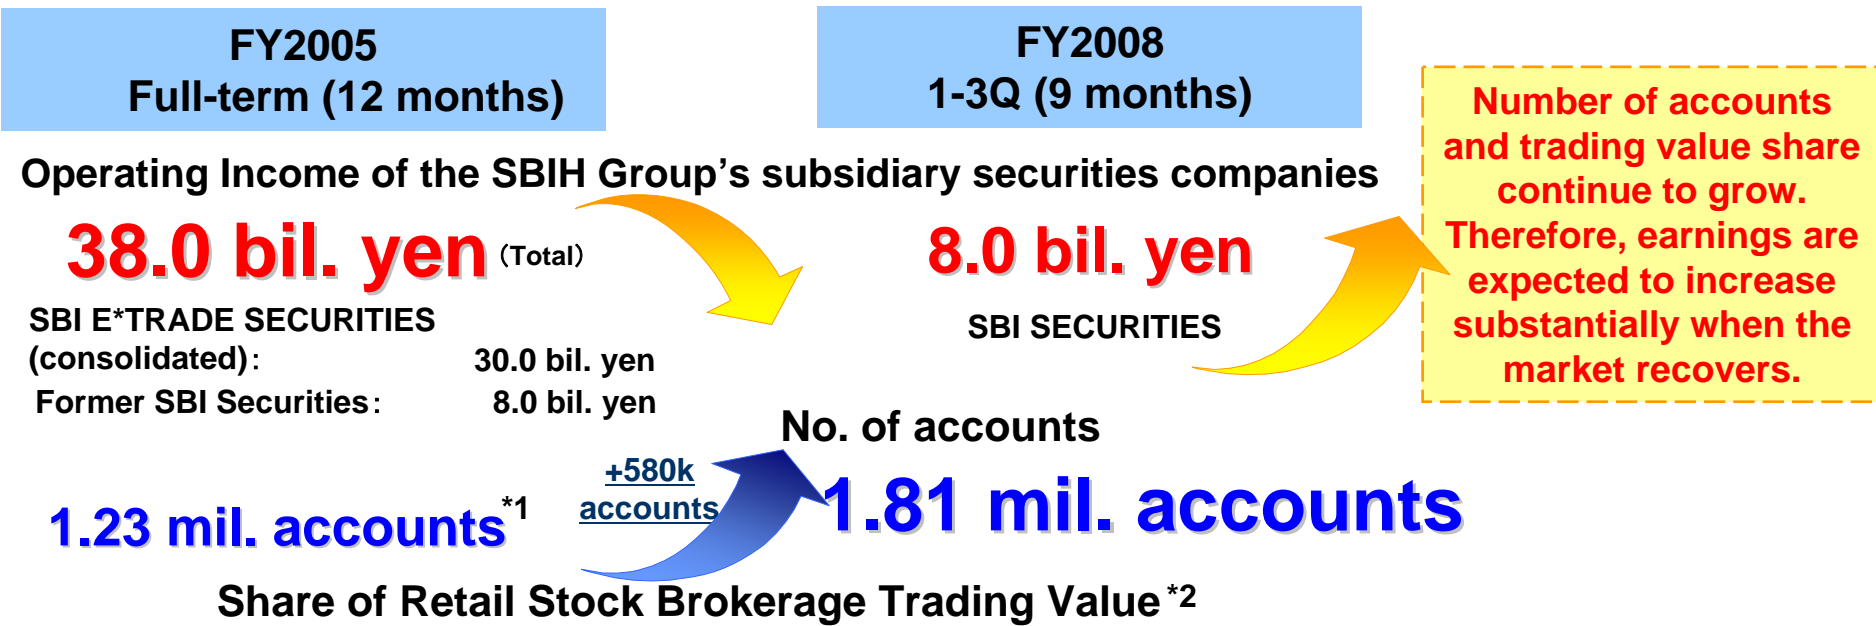 FY2005
Full-term (12 months)
FY2008
1-3Q (9 months)
Number of accounts
and trading value share
continue to grow.
Therefore, earnings are
expected to increase
substantially when the
market recovers.
Operating Income of the SBIH Group's subsidiary securities companies
38.0 bil. yen (Total)
8.0 bil. yen
SBI E*TRADE SECURITIES
(consolidated): 30.0 bil. yen
Former SBI Securities: 8.0 bil. yen
SBI SECURITIES
No. of accounts
1.23 mil. accounts*1
+580k
accounts
1.81 mil. accounts
Share of Retail Stock Brokerage Trading Value*2